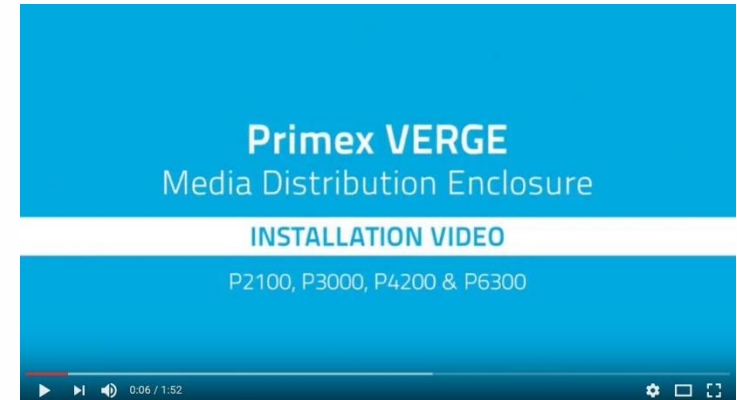 Primex VERGE
Media Distribution Enclosure
INSTALLATION VIDEO
P2100, P3000, P4200 & P6300
0:06 / 1:52